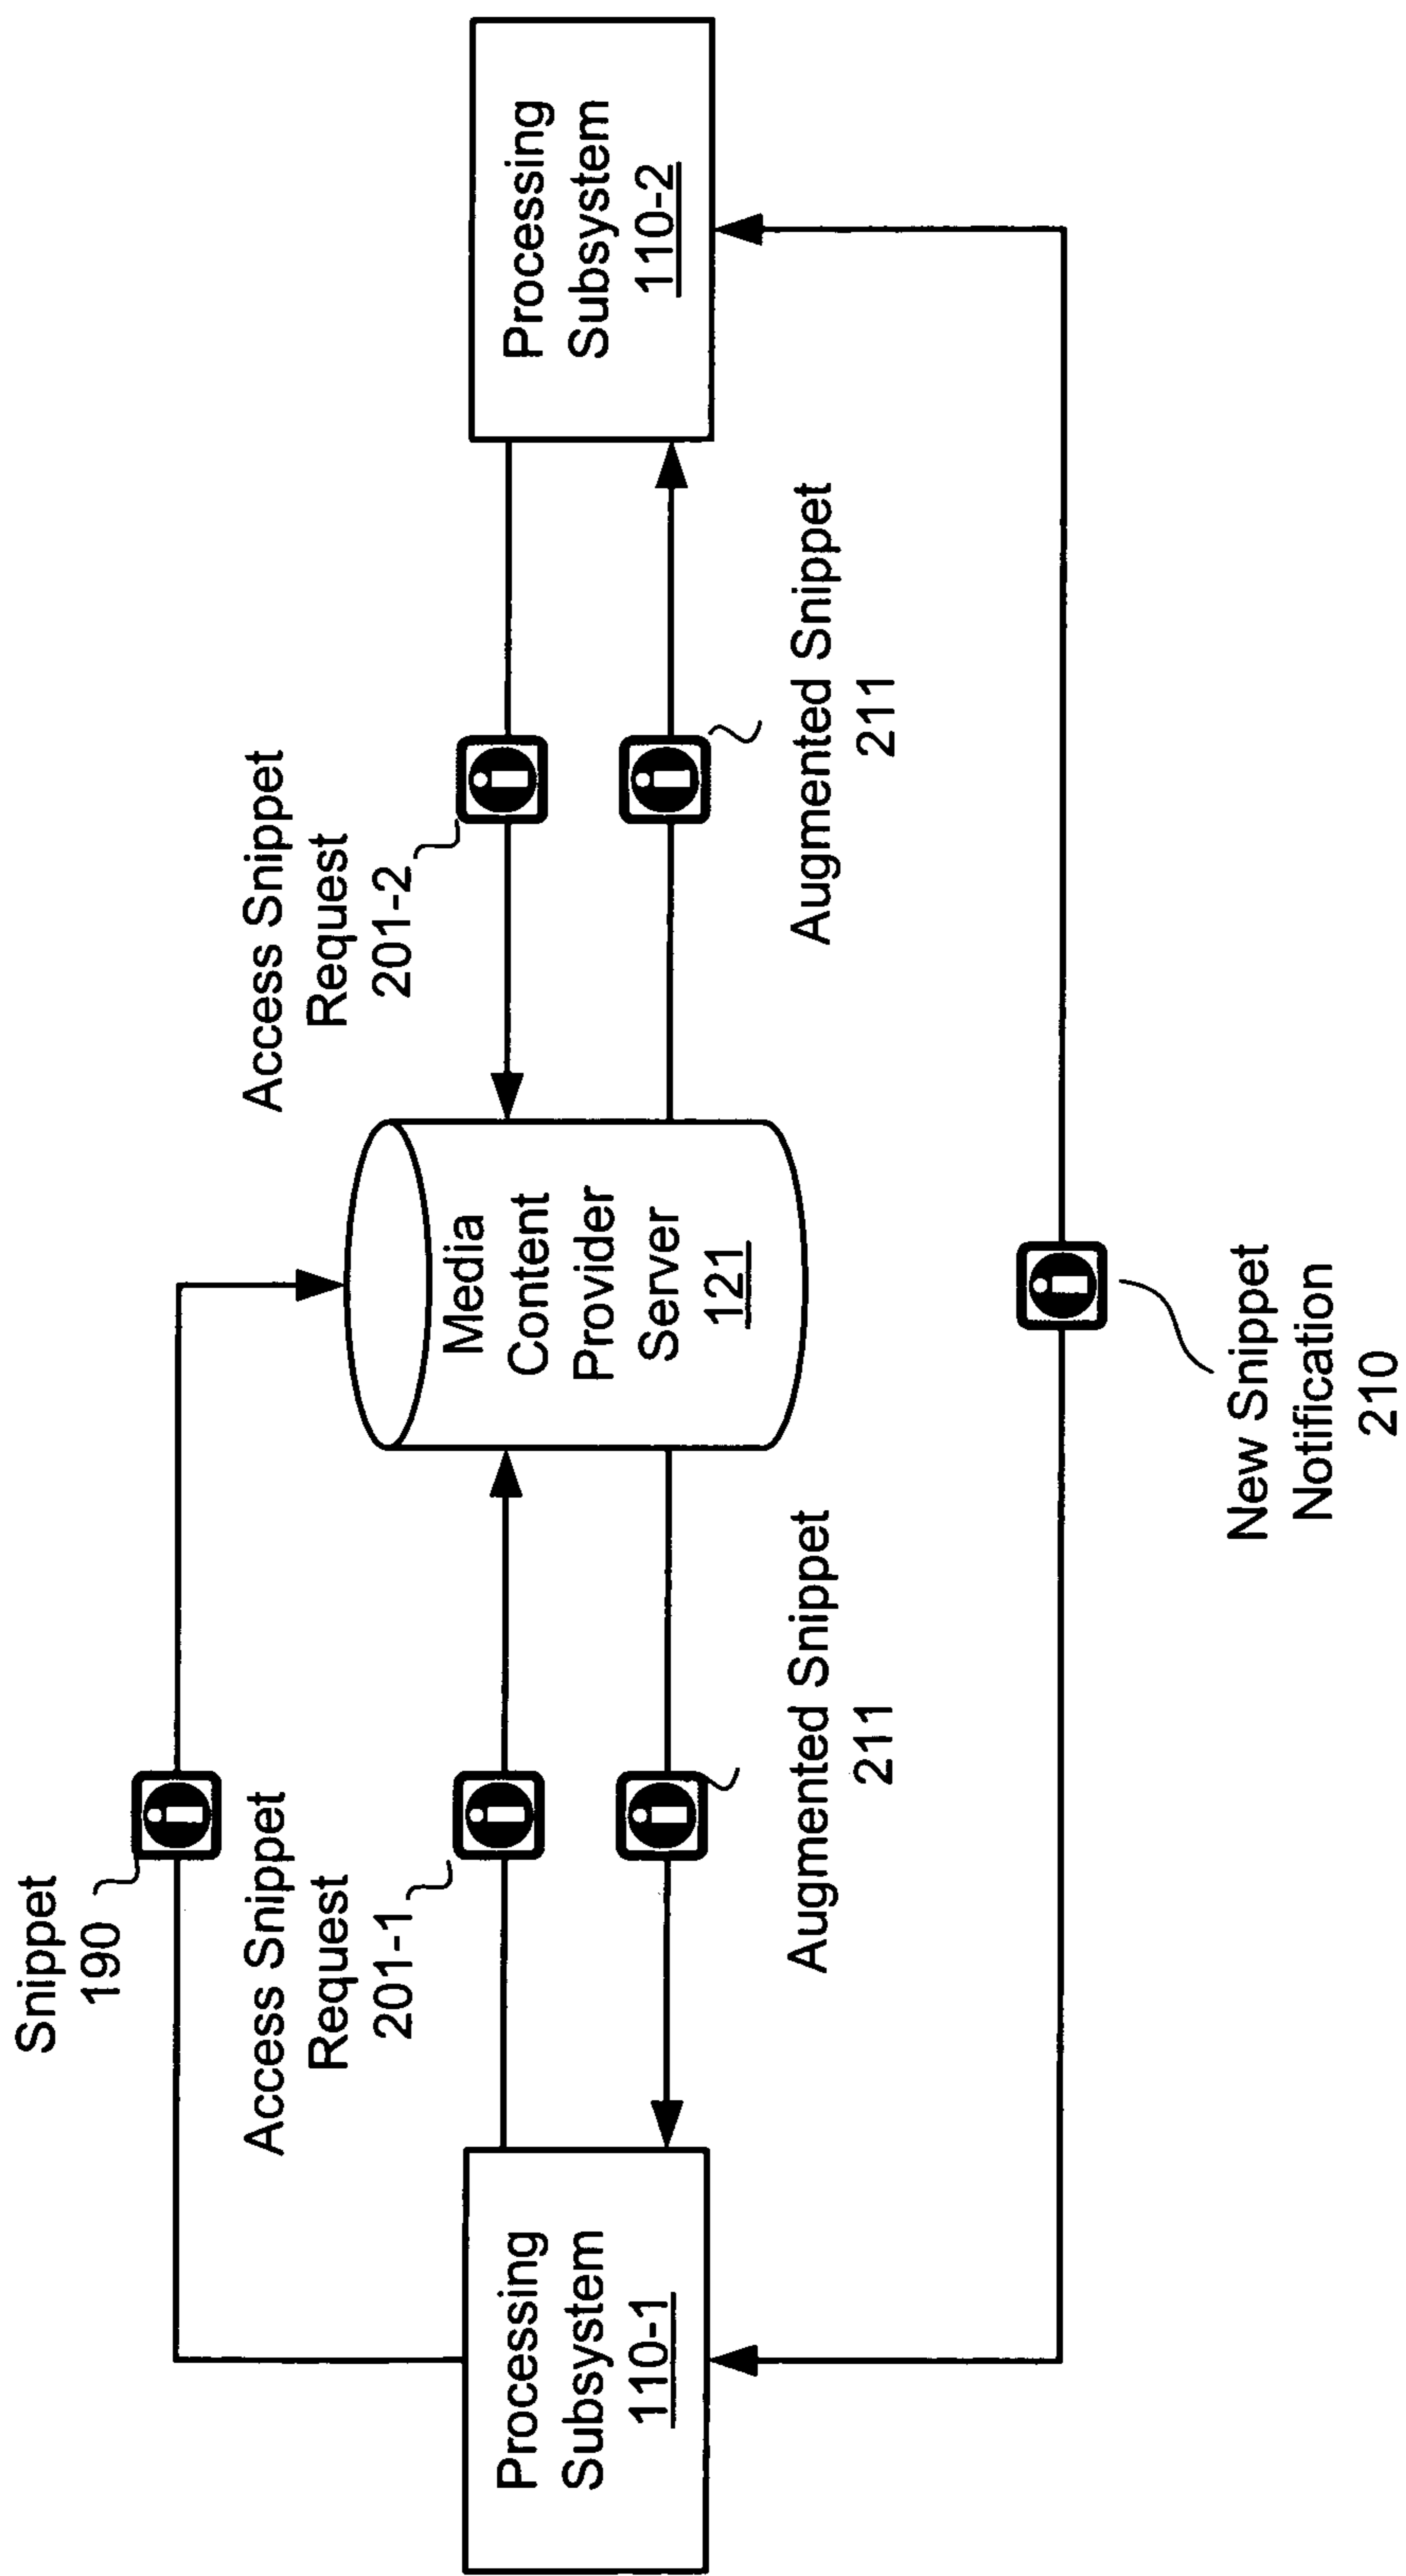 Snippet
190
Access Snippet
Request
201-1
Access Snippet
Request
201-2
Processing
Subsystem
110-1
Media
Content
Provider
Server
121
Processing
Subsystem
110-2
Augmented Snippet
211
Augmented Snippet
211
New Snippet
Notification
210